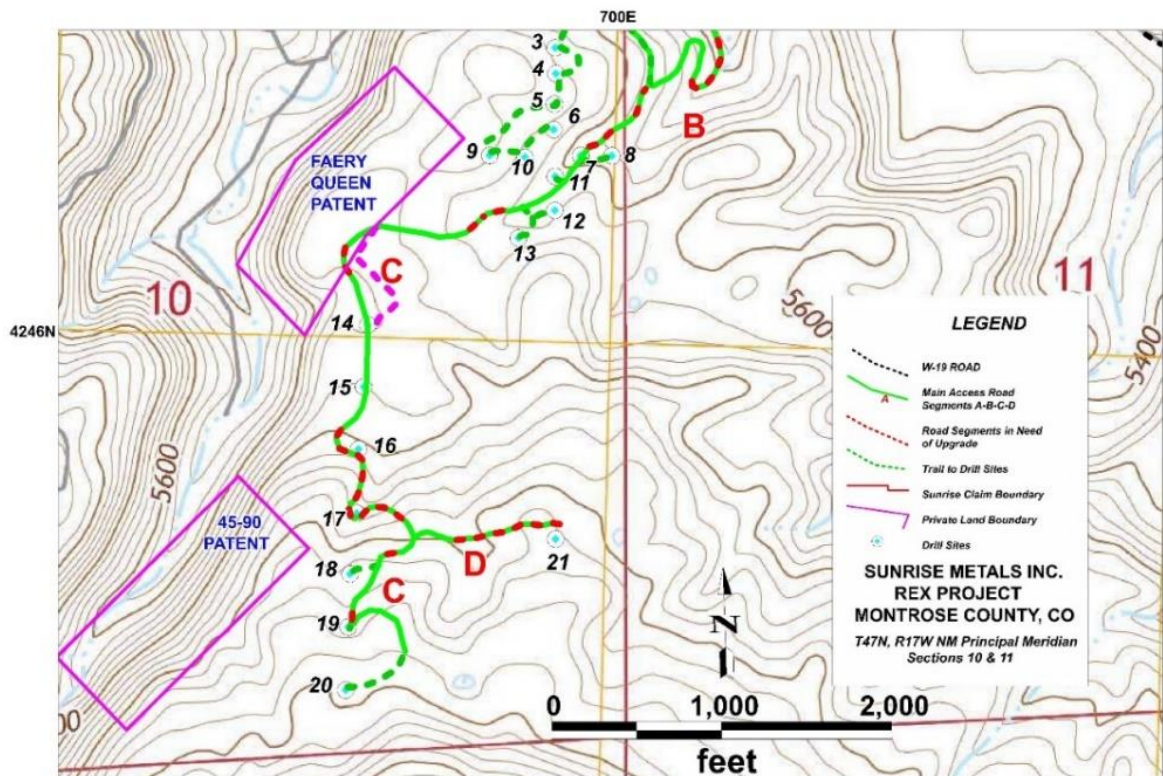 700E
3
4
5
6
B
9
10
7
8
11
FAERY
QUEEN
PATENT
12
13
C
10
11
14
4246N
5600
5400
LEGEND
W-19 ROAD
A
Main Access Road
Segments A-B-C-D
Road Segments in Need
of Upgrade
Trail to Drill Sites
Sunrise Claim Boundary
Private Land Boundary
Drill Sites
SUNRISE METALS INC.
REX PROJECT
MONTROSE COUNTY, CO
T47N, R17W NM Principal Meridian
Sections 10 & 11
15
16
5600
45-90
PATENT
17
D
21
18
C
19
20
N
0 1,000 2,000
feet
00